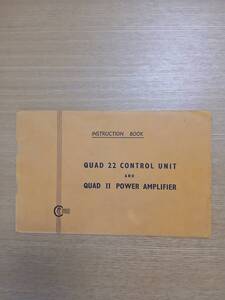 INSTRUCTION BOOK
QUAD 22 CONTROL UNIT
AND
QUAD II POWER AMPLIFIER